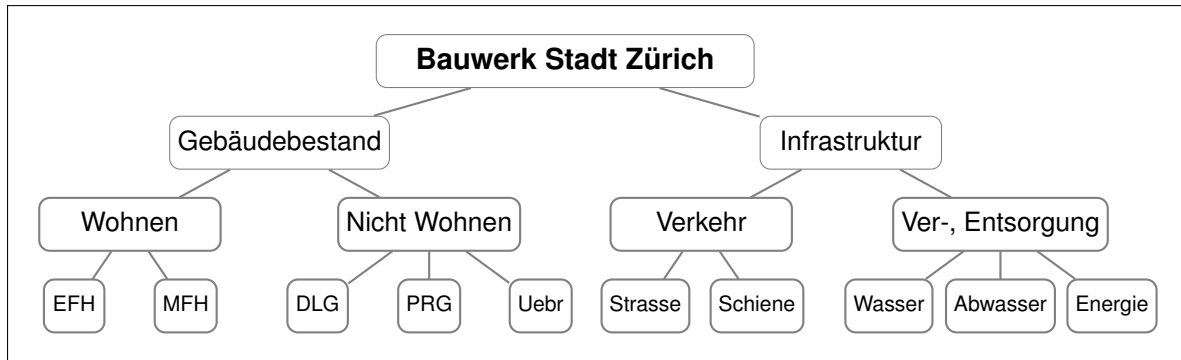 Bauwerk Stadt Zürich
Gebäudebestand
Infrastruktur
Wohnen
Nicht Wohnen
Verkehr
Ver-, Entsorgung
EFH
MFH
DLG
PRG
Uebr
Strasse
Schiene
Wasser
Abwasser
Energie